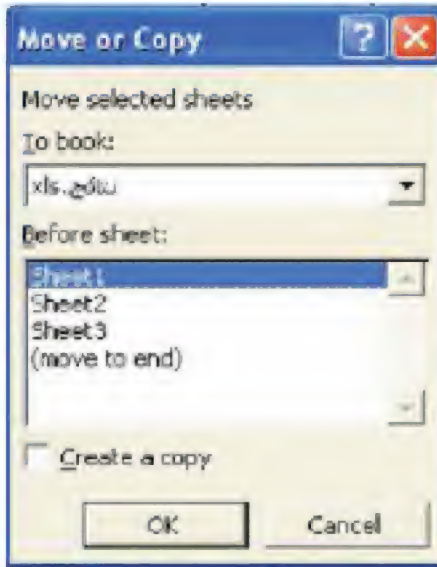 Move or Copy
Move selected sheets
To book:
نتائج.xls
Before sheet:
Sheet1
Sheet2
Sheet3
(move to end)
Create a copy
OK
Cancel